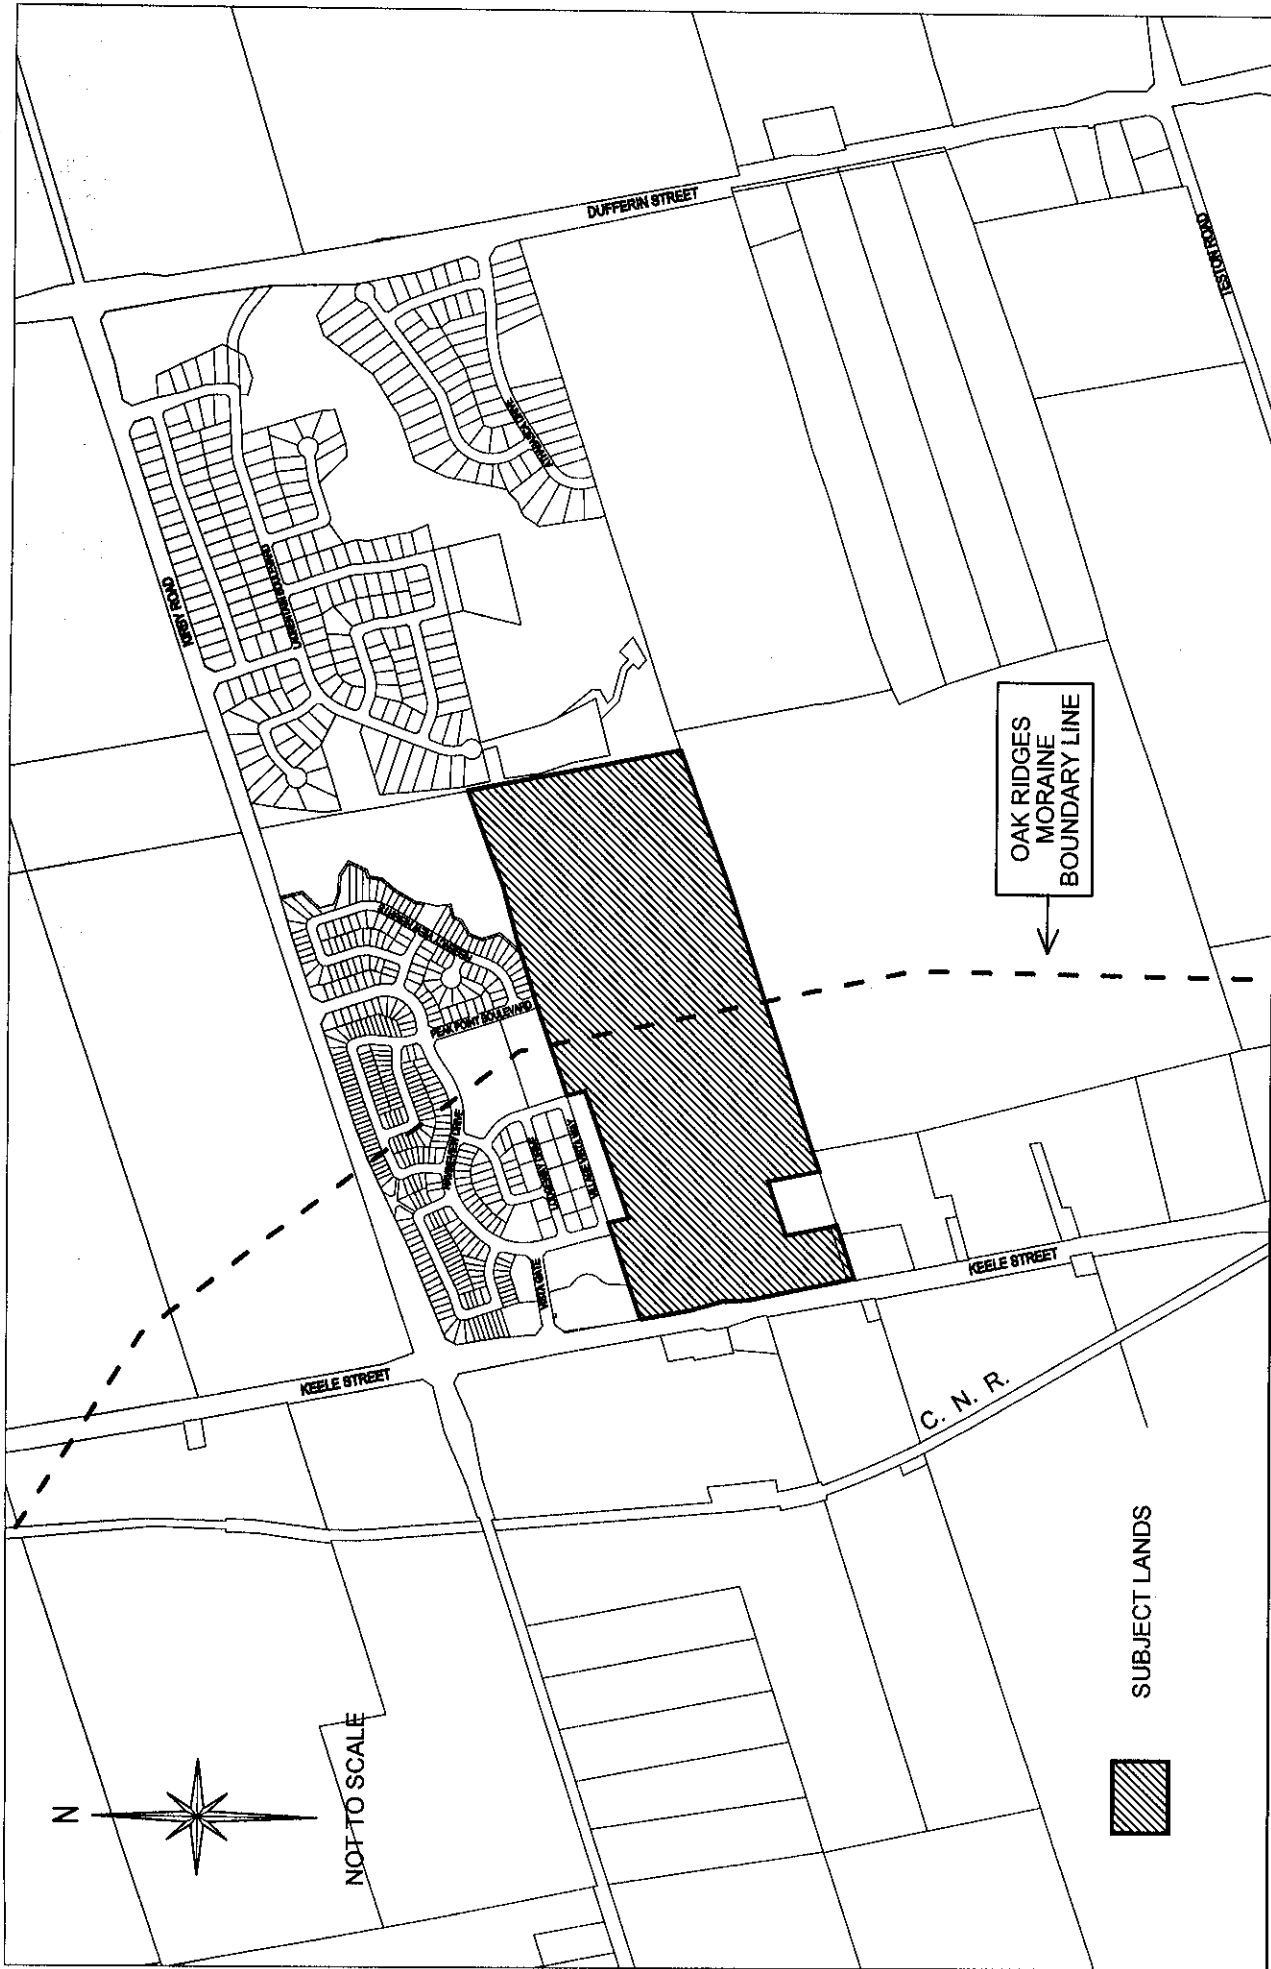 N
NOT TO SCALE
KEELE STREET
KIRBY ROAD
DUFFERIN STREET
TESTON ROAD
PEAK POINT BOULEVARD
VISTA GATE
KEELE STREET
C. N. R.
OAK RIDGES
MORAINE
BOUNDARY LINE
SUBJECT LANDS